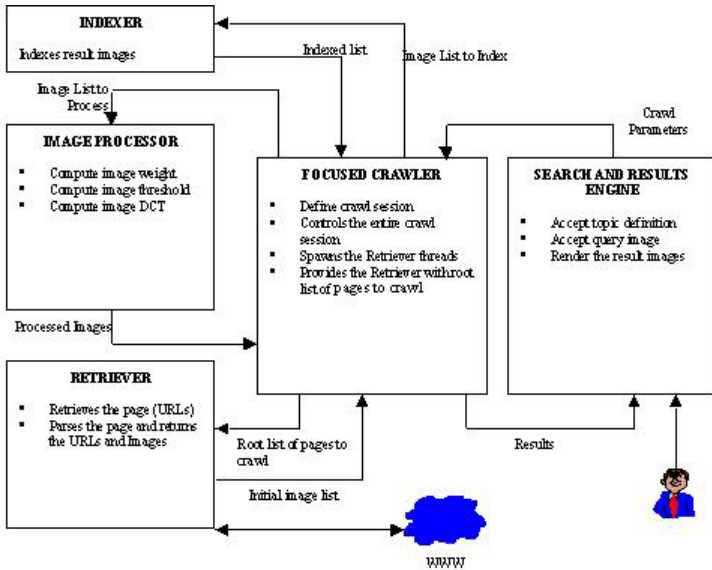 INDEXER
Indexes result images
Indexed list
Image List to Index
Image List to
Process
Crawl
Parameters
IMAGE PROCESSOR
▪ Compute image weight
▪ Compute image threshold
▪ Compute image DCT
FOCUSED CRAWLER
▪ Define crawl session
▪ Controls the entire crawl
session
▪ Spawns the Retriever threads
▪ Provides the Retriever with root
list of pages to crawl
SEARCH AND RESULTS
ENGINE
▪ Accept topic definition
▪ Accept query image
▪ Render the result images
Processed Images
RETRIEVER
▪ Retrieves the page (URLs)
▪ Parses the page and returns
the URLs and Images
Root list of pages to
crawl
Results
Initial image list
WWW